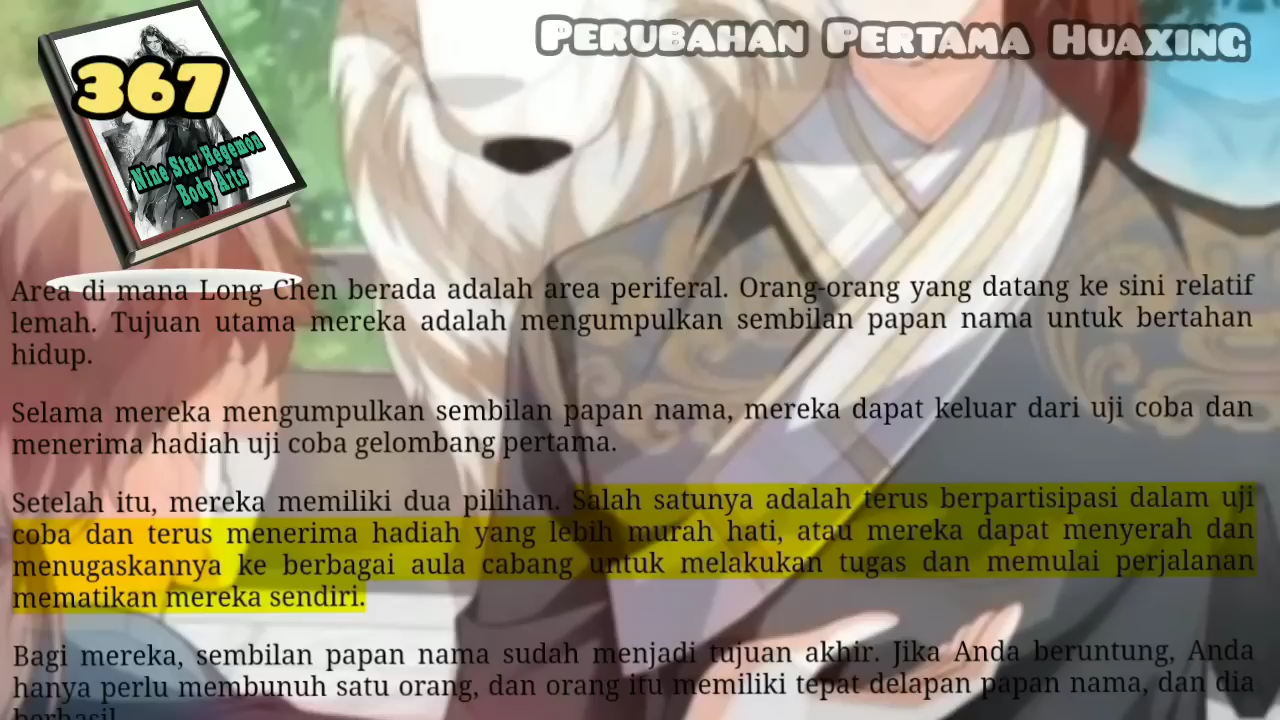 PERUBAHAN PERTAMA HUAXING
367
Nine Star Hegemon
Body Arts
Area di mana Long Chen berada adalah area periferal. Orang-orang yang datang ke sini relatif
lemah. Tujuan utama mereka adalah mengumpulkan sembilan papan nama untuk bertahan
hidup.
Selama mereka mengumpulkan sembilan papan nama, mereka dapat keluar dari uji coba dan
menerima hadiah uji coba gelombang pertama.
Setelah itu, mereka memiliki dua pilihan. Salah satunya adalah terus berpartisipasi dalam uji
coba dan terus menerima hadiah yang lebih murah hati, atau mereka dapat menyerah dan
menugaskannya ke berbagai aula cabang untuk melakukan tugas dan memulai perjalanan
mematikan mereka sendiri.
Bagi mereka, sembilan papan nama sudah menjadi tujuan akhir. Jika Anda beruntung, Anda
hanya perlu membunuh satu orang, dan orang itu memiliki tepat delapan papan nama, dan dia
berhasil